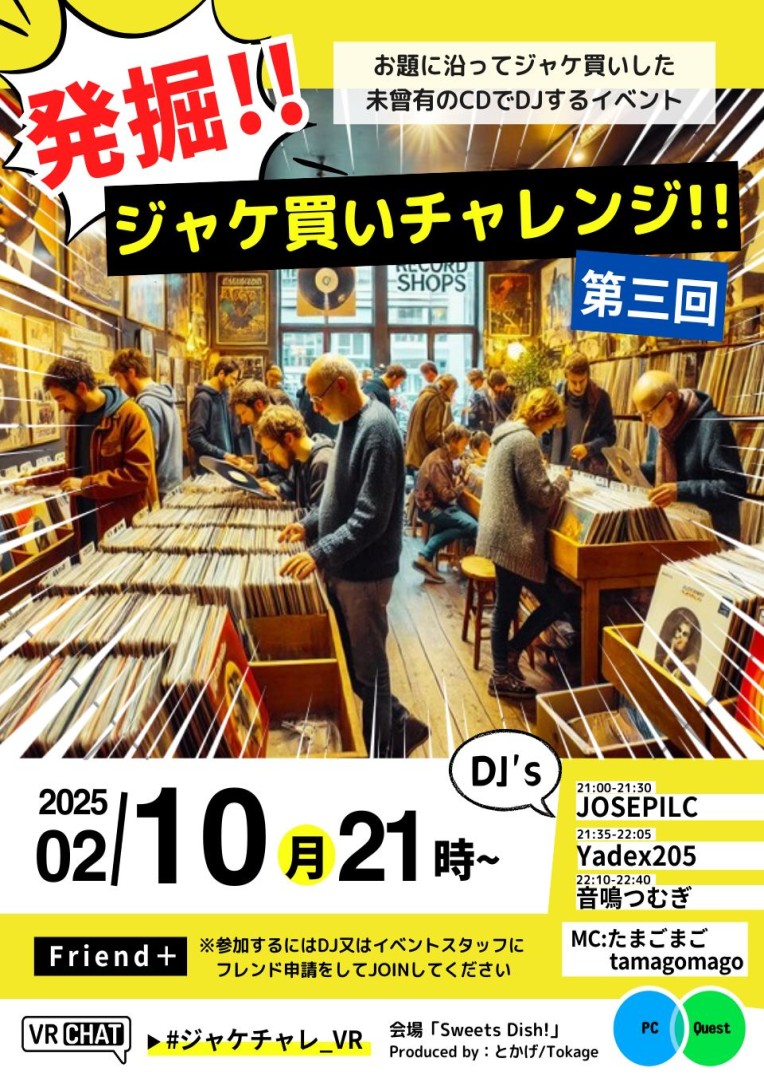 発掘!!
お題に沿ってジャケ買いした
未曾有のCDでDJするイベント
ジャケ買いチャレンジ!!
第三回
RECORD
SHOPS
DJ's
2025
02/10月21時~
21:00-21:30
JOSEPILC
21:35-22:05
Yadex205
22:10-22:40
音鳴つむぎ
MC:たまごまご
tamagomago
Friend+
※参加するにはDJ又はイベントスタッフに
フレンド申請をしてJOINしてください
VRCHAT
▶#ジャケチャレ_VR
会場「Sweets Dish!」
Produced by:とかげ/Tokage
PC
Quest